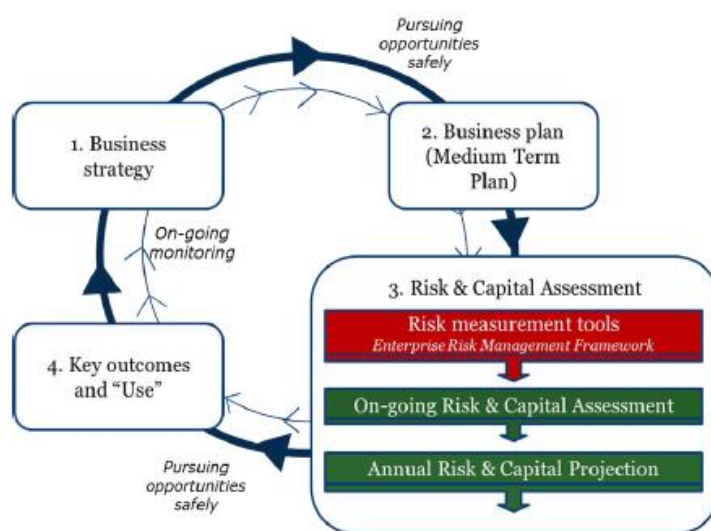 Pursuing
opportunities
safely
1. Business
strategy
2. Business plan
(Medium Term
Plan)
On-going
monitoring
3. Risk & Capital Assessment
Risk measurement tools
Enterprise Risk Management Framework
4. Key outcomes
and “Use”
On-going Risk & Capital Assessment
Annual Risk & Capital Projection
Pursuing
opportunities
safely